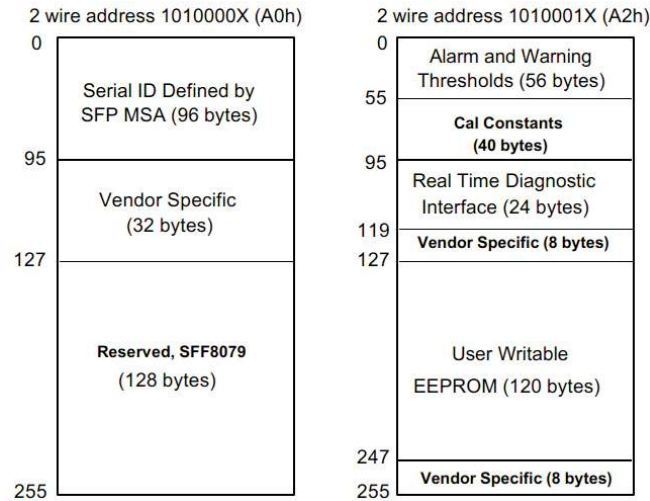 2 wire address 1010000X (A0h)
0
Serial ID Defined by
SFP MSA (96 bytes)
95
Vendor Specific
(32 bytes)
127
Reserved, SFF8079
(128 bytes)
255
2 wire address 1010001X (A2h)
0
Alarm and Warning
Thresholds (56 bytes)
55
Cal Constants
(40 bytes)
95
Real Time Diagnostic
Interface (24 bytes)
119
Vendor Specific (8 bytes)
127
User Writable
EEPROM (120 bytes)
247
Vendor Specific (8 bytes)
255